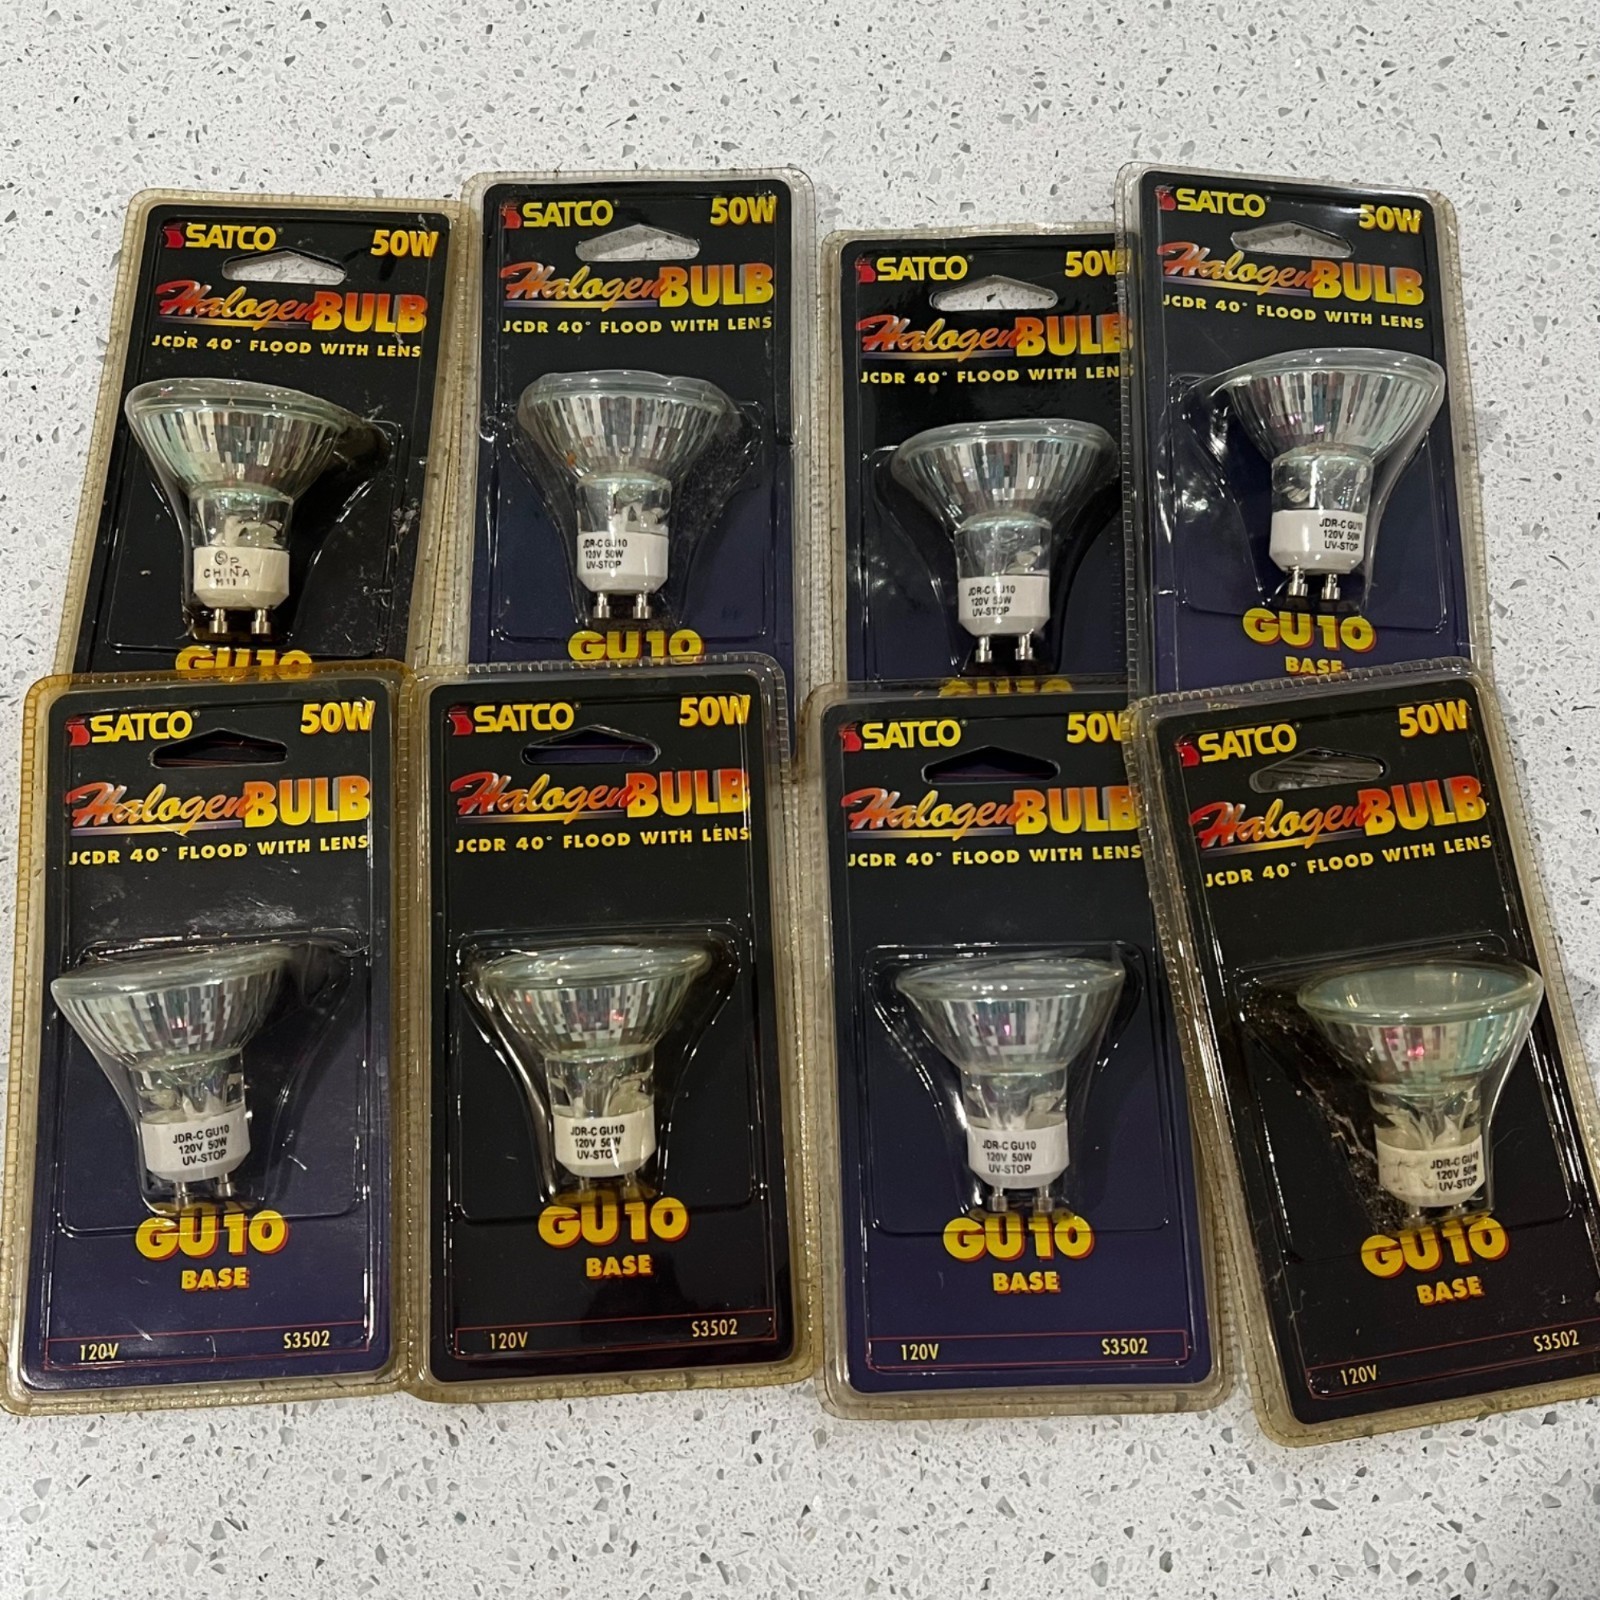 SATCO 50W
Halogen BULB
JCDR 40° FLOOD WITH LENS
S P
CHINA
M11
GU10
SATCO 50W
Halogen BULB
JCDR 40° FLOOD WITH LENS
JDR-C GU10
120V 50W
UV-STOP
GU10
SATCO 50W
Halogen BULB
JCDR 40° FLOOD WITH LENS
JDR-C GU10
120V 50W
UV-STOP
GU10
SATCO 50W
Halogen BULB
JCDR 40° FLOOD WITH LENS
JDR-C GU10
120V 50W
UV-STOP
GU10
BASE
SATCO 50W
Halogen BULB
JCDR 40° FLOOD WITH LENS
JDR-C GU10
120V 50W
UV-STOP
GU10
BASE
120V S3502
SATCO 50W
Halogen BULB
JCDR 40° FLOOD WITH LENS
JDR-C GU10
120V 50W
UV-STOP
GU10
BASE
120V S3502
SATCO 50W
Halogen BULB
JCDR 40° FLOOD WITH LENS
JDR-C GU10
120V 50W
UV-STOP
GU10
BASE
120V S3502
SATCO 50W
Halogen BULB
JCDR 40° FLOOD WITH LENS
JDR-C GU10
120V 50W
UV-STOP
GU10
BASE
120V S3502